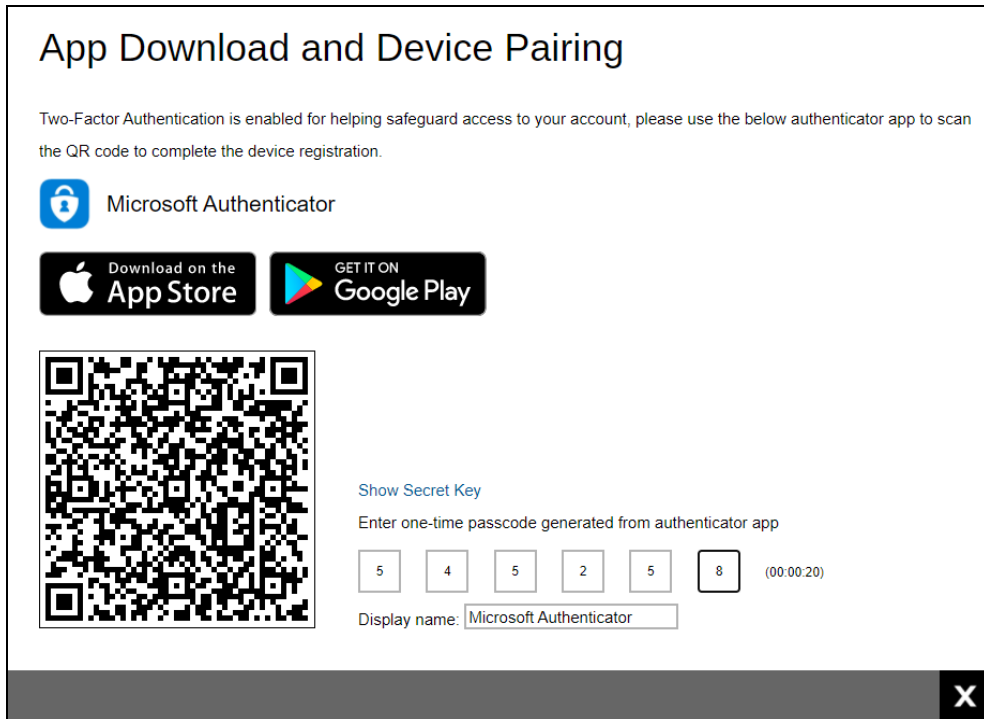 App Download and Device Pairing
Two-Factor Authentication is enabled for helping safeguard access to your account, please use the below authenticator app to scan
the QR code to complete the device registration.
Microsoft Authenticator
Download on the
App Store
GET IT ON
Google Play
Show Secret Key
Enter one-time passcode generated from authenticator app
5 4 5 2 5 8 (00:00:20)
Display name: Microsoft Authenticator
X